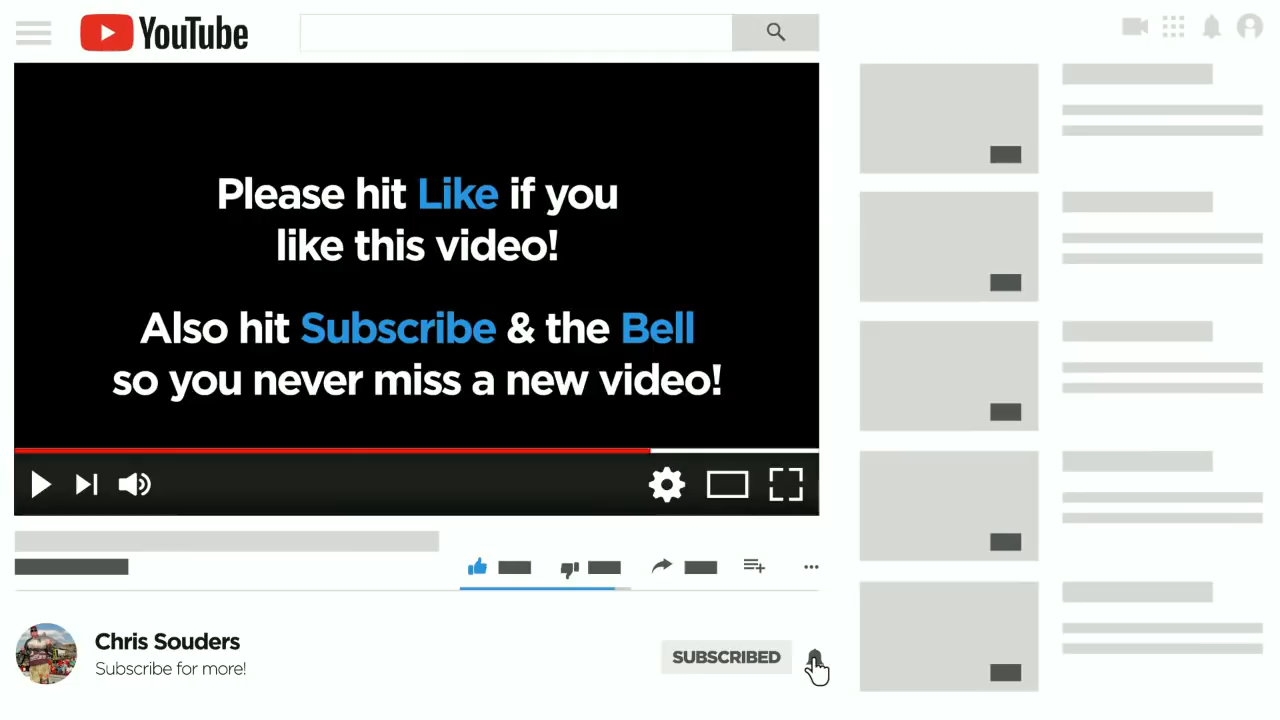 YouTube
Please hit Like if you
like this video!
Also hit Subscribe & the Bell
so you never miss a new video!
Chris Souders
Subscribe for more!
SUBSCRIBED